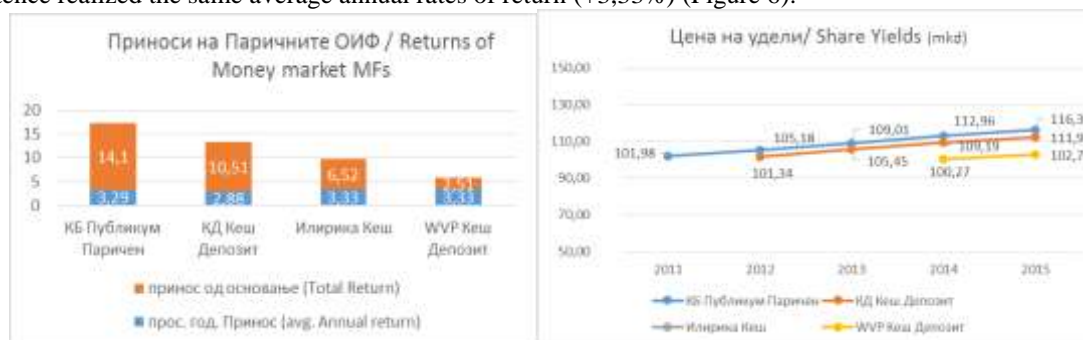 ence realized the same average annual rates of return (+3,33%) (Figure 6).
Приноси на Паричните ОИФ / Returns of
Money market MFs
20
15
10
5
0
14,1
10,51
6,52
2,51
3,29
2,88
3,33
3,33
КБ Публикум
Паричен
КД Кеш
Депозит
Илирика Кеш
WVP Кеш
Депозит
принос од основање (Total Return)
прос. год. Принос (avg. Annual return)
Цена на удели/ Share Yields (mkd)
150,00
130,00
110,00
90,00
70,00
50,00
101,98
105,18
109,01
112,96
116,3
101,34
105,45
109,19
111,9
100,27
102,7
2011
2012
2013
2014
2015
КБ Публикум Паричен
КД Кеш Депозит
Илирика Кеш
WVP Кеш Депозит